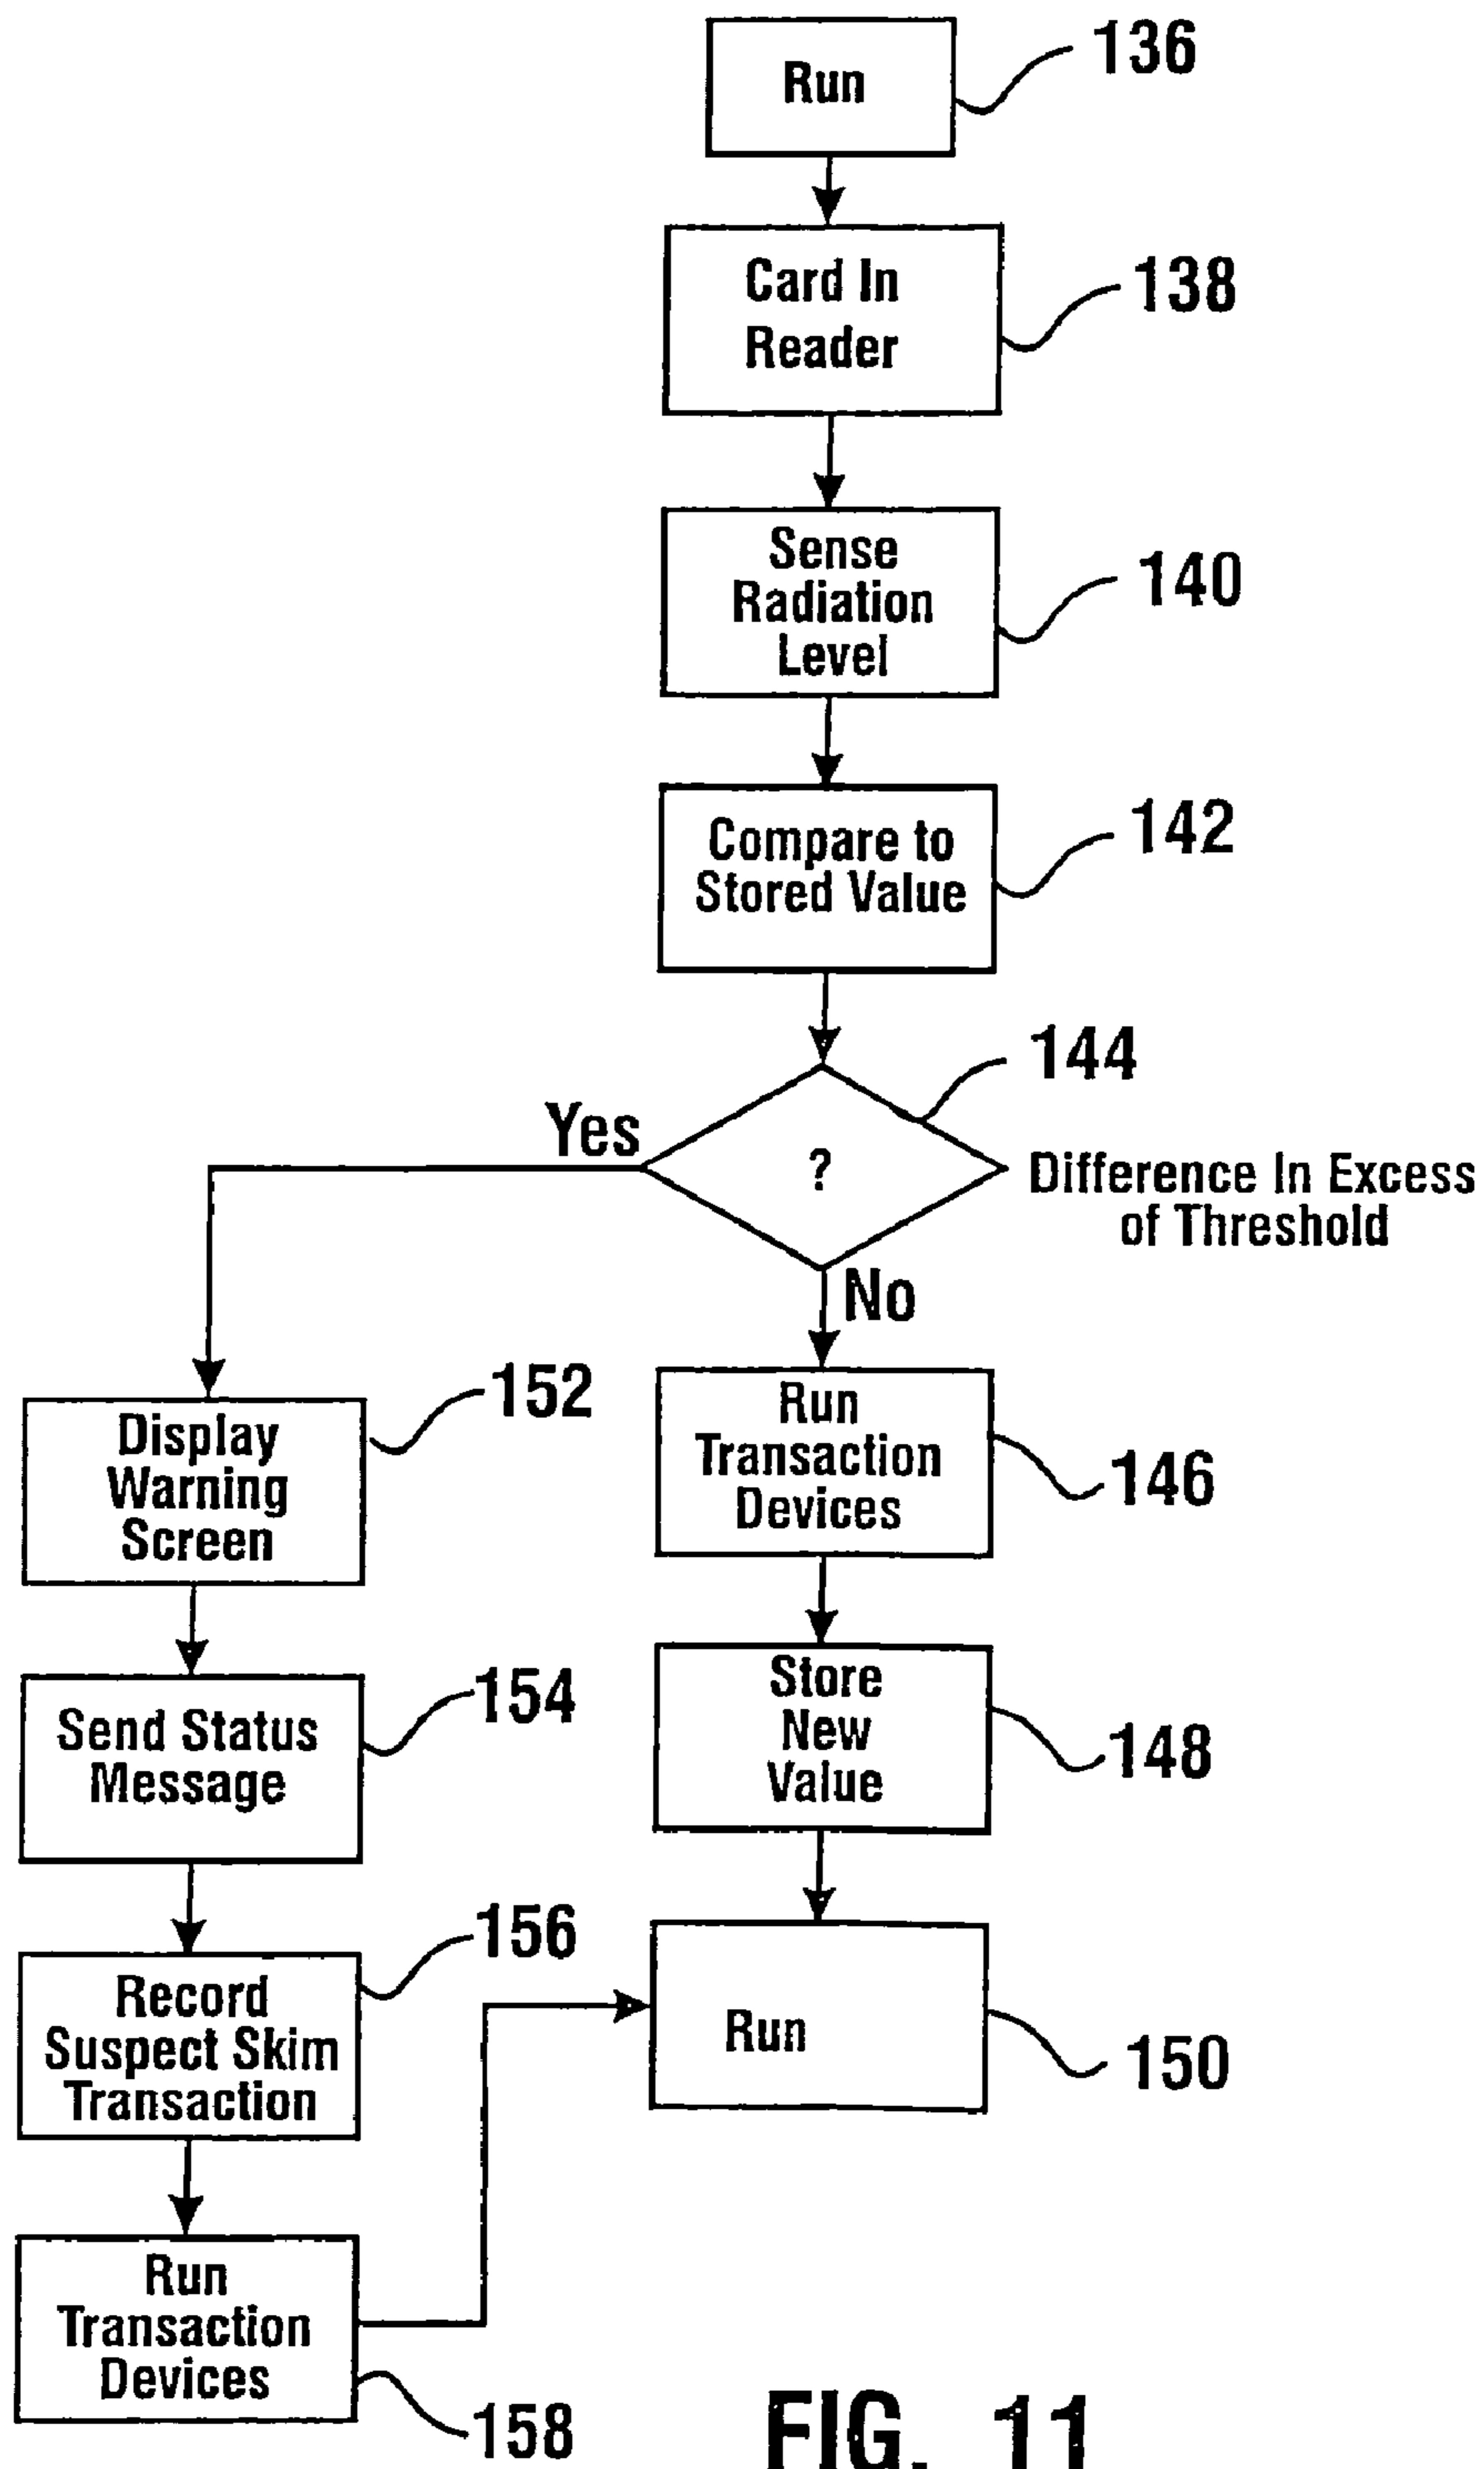 Run
136
Card In
Reader
138
Sense
Radiation
Level
140
Compare to
Stored Value
142
144
Yes
?
Difference In Excess
of Threshold
No
Display
Warning
Screen
152
Run
Transaction
Devices
146
Send Status
Message
154
Store
New
Value
148
Record
Suspect Skim
Transaction
156
Run
150
Run
Transaction
Devices
158
FIG. 11